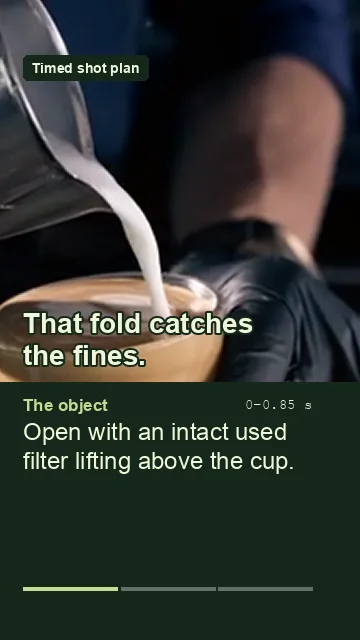 Timed shot plan
That fold catches
the fines.
The object
0–0.85 s
Open with an intact used
filter lifting above the cup.